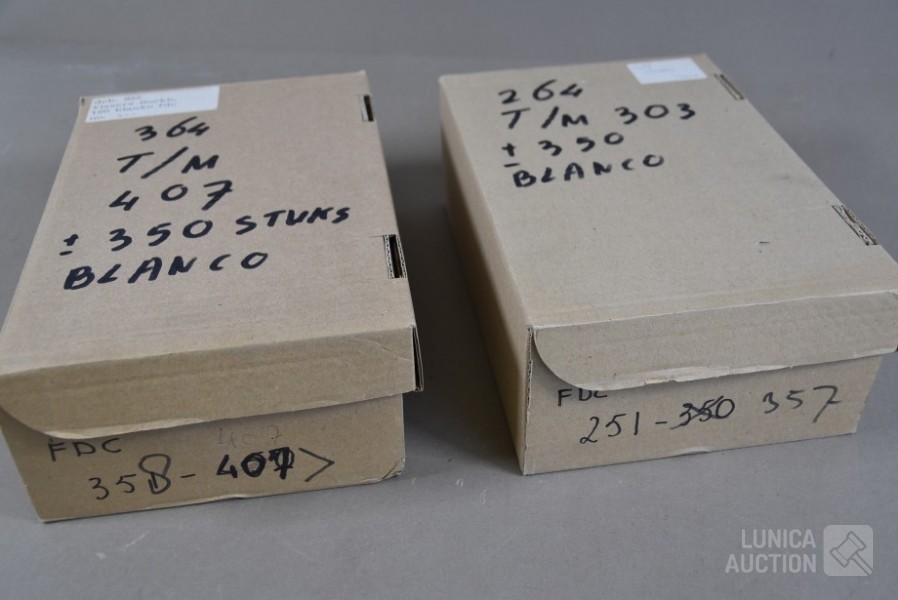 364
T/M
407
± 350 STUKS
BLANCO
FDC
358 - 407 >
264
T/M 303
± 350
BLANCO
FDC
251 - 350 357
LUNICA
AUCTION